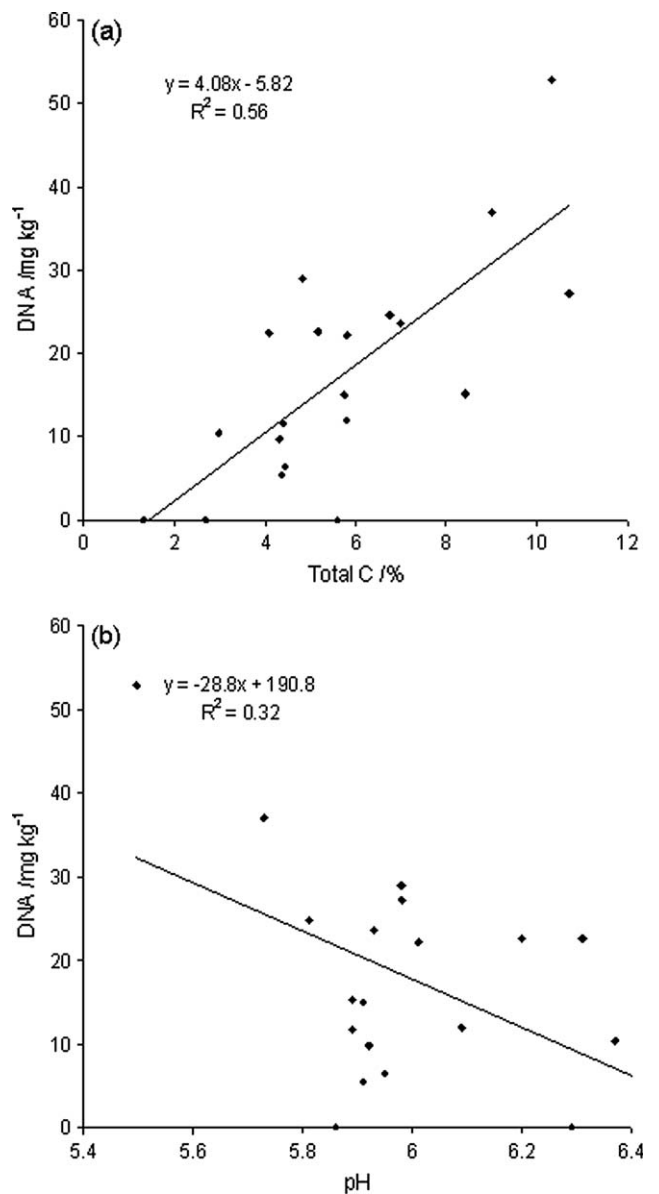 (a)
y = 4.08x - 5.82
R² = 0.56
DNA /mg kg⁻¹
60
50
40
30
20
10
0
0 2 4 6 8 10 12
Total C /%
(b)
y = -28.8x + 190.8
R² = 0.32
DNA /mg kg⁻¹
60
50
40
30
20
10
0
5.4 5.6 5.8 6 6.2 6.4
pH